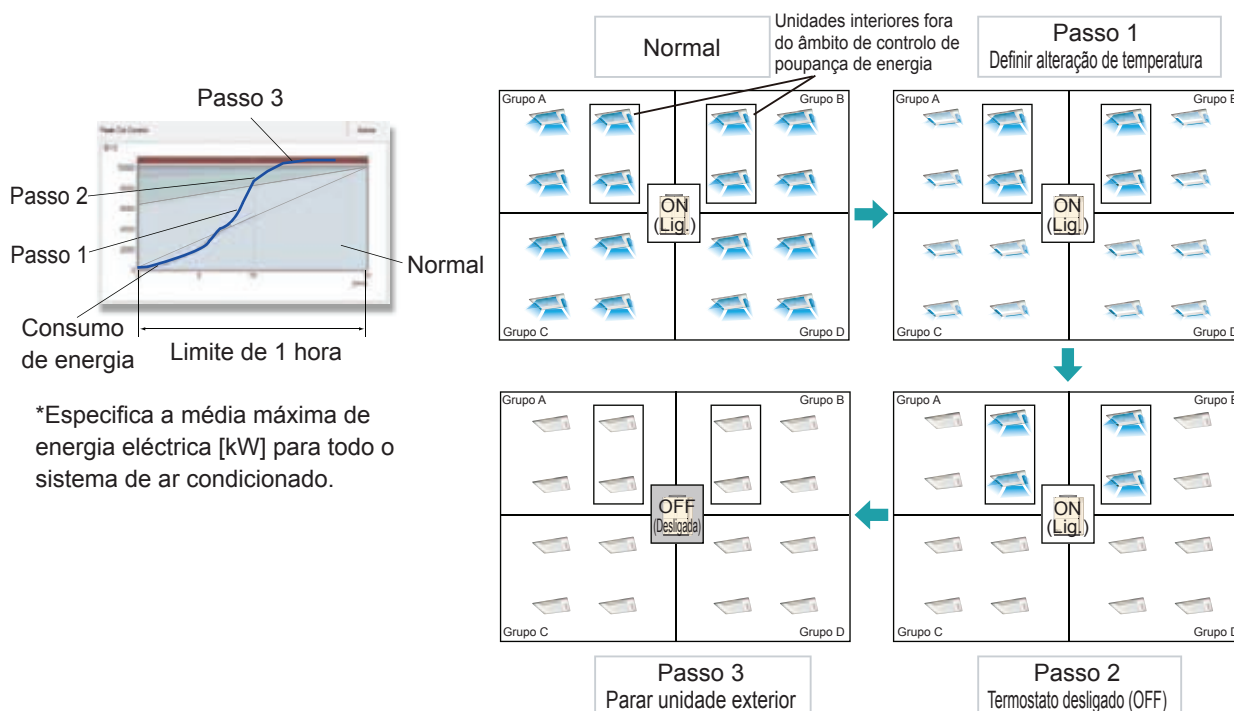 Passo 3
Passo 2
Passo 1
Normal
Consumo
de energia
Limite de 1 hora
*Especifica a média máxima de
energia eléctrica [kW] para todo o
sistema de ar condicionado.
Normal
Unidades interiores fora
do âmbito de controlo de
poupança de energia
Grupo A
Grupo B
ON
(Lig.)
Grupo C
Grupo D
Passo 1
Definir alteração de temperatura
Grupo A
Grupo B
ON
(Lig.)
Grupo C
Grupo D
Grupo A
Grupo B
OFF
(Desligada)
Grupo C
Grupo D
Passo 3
Parar unidade exterior
Grupo A
Grupo B
ON
(Lig.)
Grupo C
Grupo D
Passo 2
Termostato desligado (OFF)